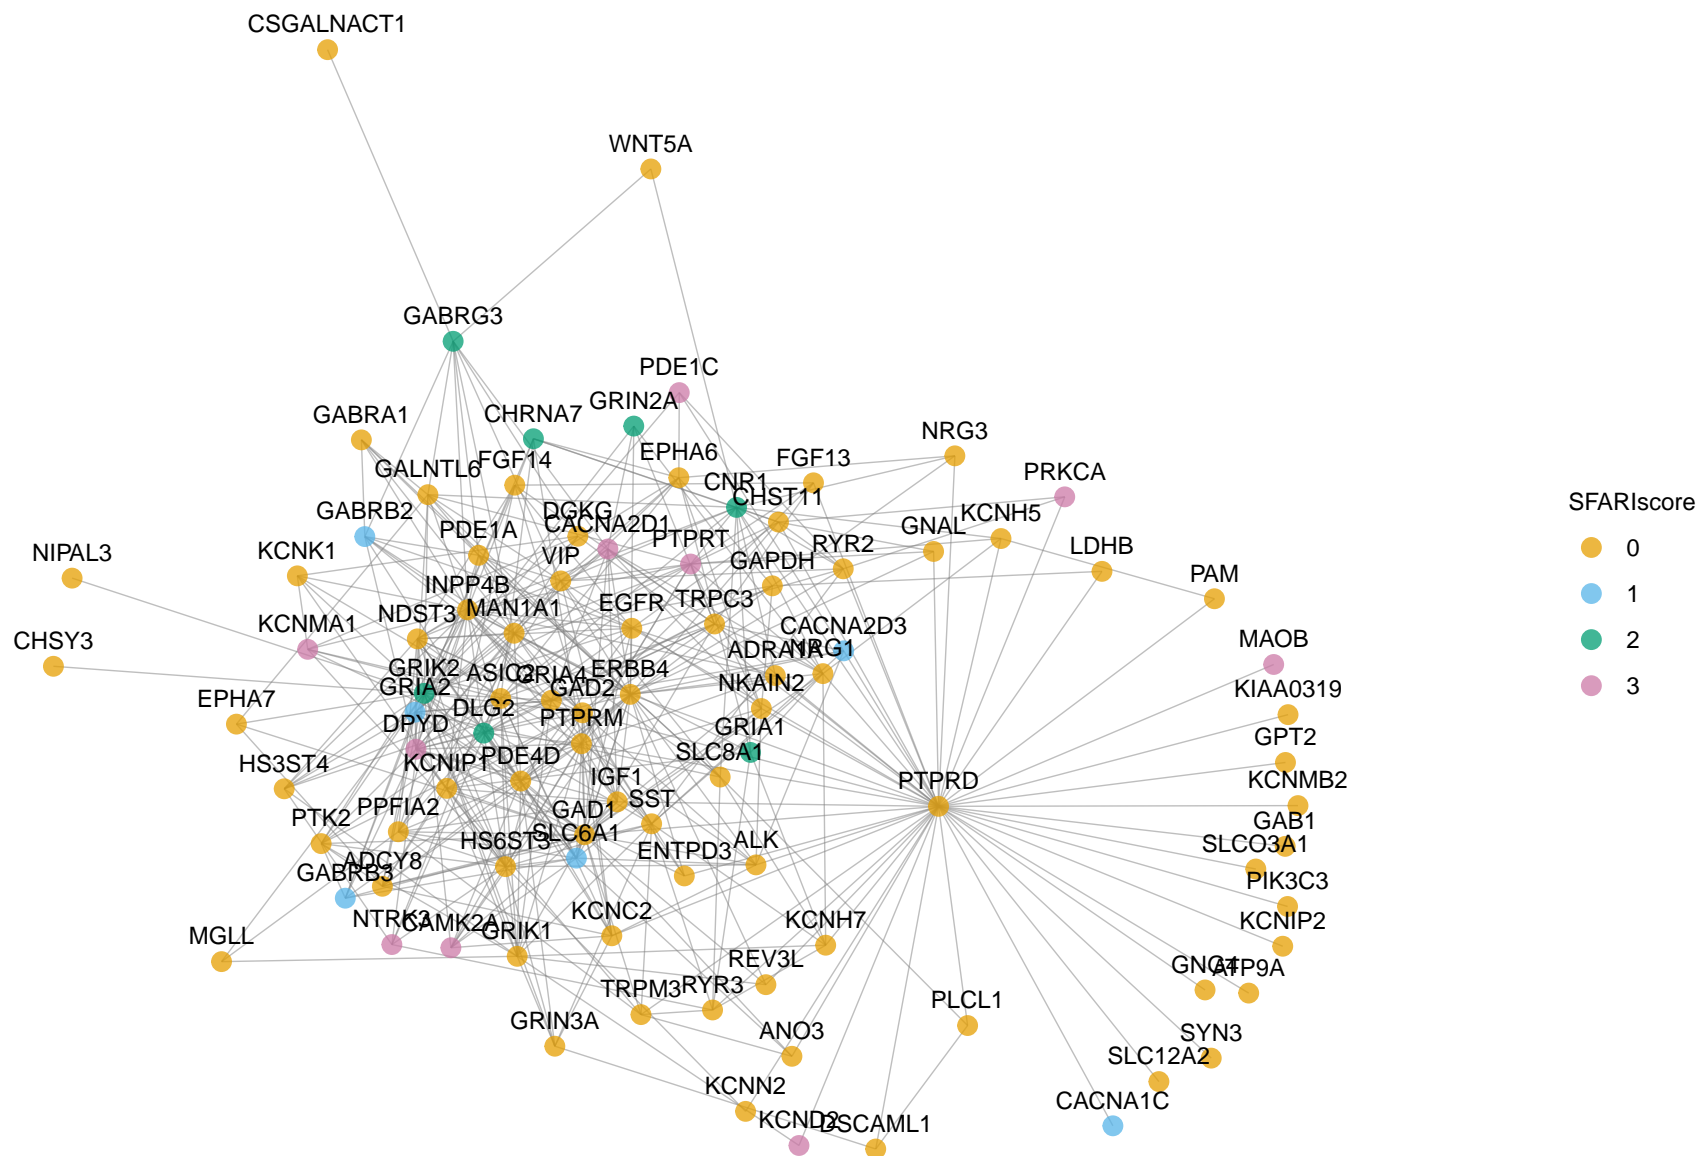 CSGALNACT1
WNT5A
GABRG3
PDE1C
GRIN2A
GABRA1
CHRNA7
NRG3
FGF14
GALNTL6
EPHA6
FGF13
PRKCA
CNR1
CHST11
SFARIscore
GABRB2
DGKG
CACNA2D1
PDE1A
GNAL
KCNH5
PTPRT
RYR2
LDHB
0
NIPAL3
KCNK1
VIP
GAPDH
PAM
INPP4B
1
NDST3
MAN1A1
EGFR
TRPC3
KCNMA1
CACNA2D3
MAOB
2
CHSY3
ADRA1A
NRG1
GRIK2
ASIC2
GRIA4
ERBB4
GRIA2
GAD2
NKAIN2
KIAA0319
3
EPHA7
DLG2
PTPRM
DPYD
GRIA1
GPT2
HS3ST4
KCNIP1
PDE4D
SLC8A1
IGF1
PTPRD
KCNMB2
PTK2
PPFIA2
GAD1
SST
GAB1
SLC6A1
HS6ST3
SLCO3A1
ADCY8
ENTPD3
ALK
GABRB3
PIK3C3
NTRK3
CAMK2A
KCNC2
KCNH7
KCNIP2
MGLL
GRIK1
REV3L
GNG4
ATP9A
TRPM3
RYR3
PLCL1
GRIN3A
ANO3
SYN3
SLC12A2
KCNN2
CACNA1C
KCND2
DSCAML1